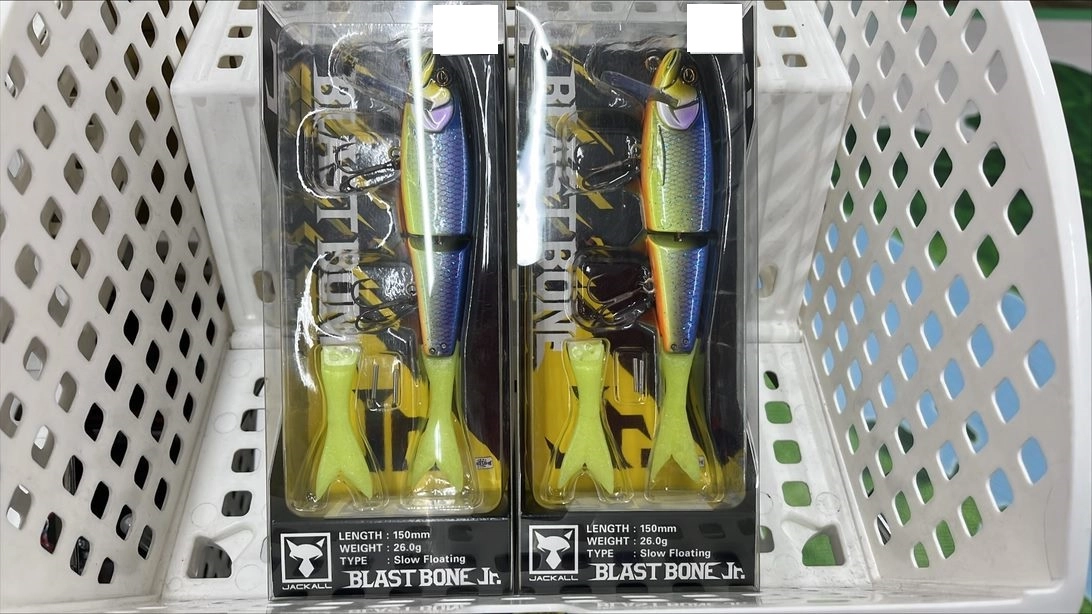 BLAST BONE
LENGTH : 150mm
WEIGHT : 26.0g
TYPE : Slow Floating
JACKALL
BLAST BONE Jr.
BLAST BONE
LENGTH : 150mm
WEIGHT : 26.0g
TYPE : Slow Floating
JACKALL
BLAST BONE Jr.